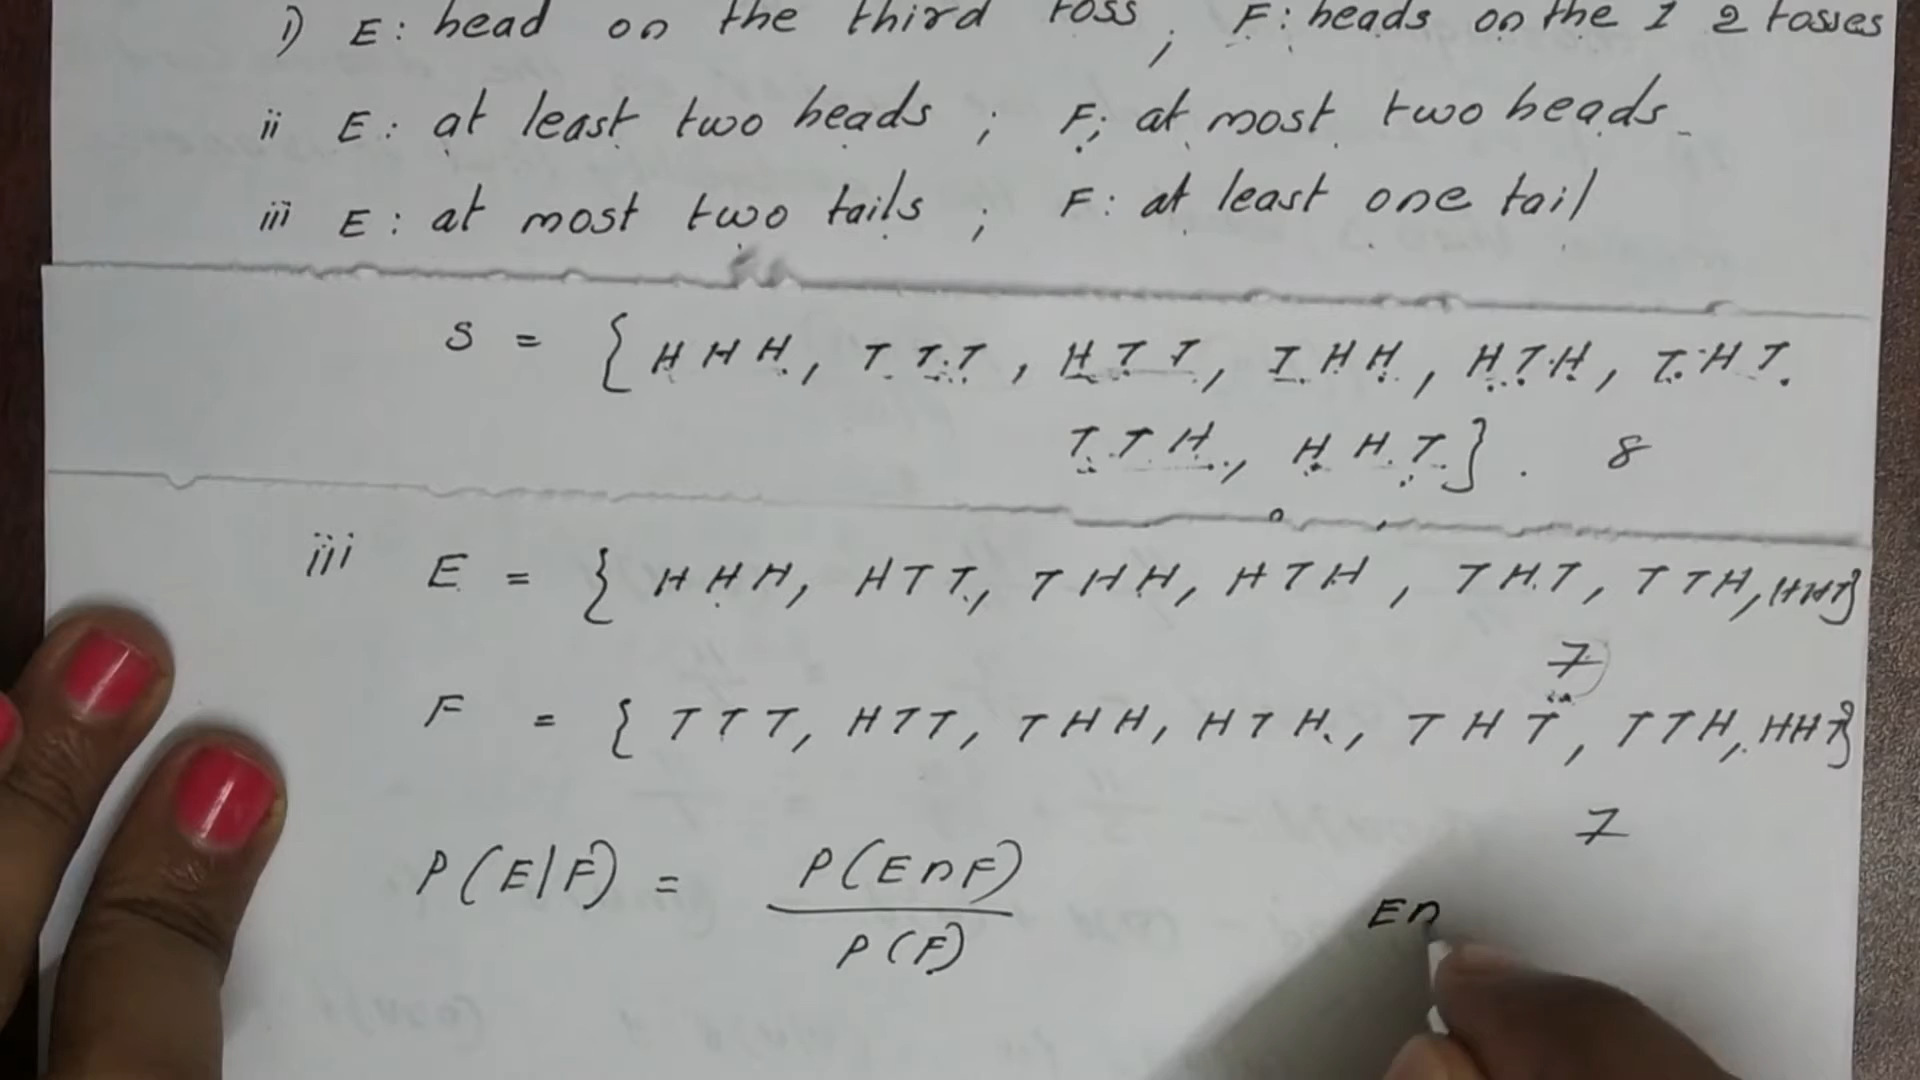 i) E: head on the third toss ; F: heads on the 1 2 tosses
ii E: at least two heads ; F: at most two heads
iii E: at most two tails ; F: at least one tail
S = { HHH, TTT, HTT, THH, HTH, THT.
TTH, HHT} . 8
iii E = { HHH, HTT, THH, HTH, THT, TTH, HHT}
7
F = { TTT, HTT, THH, HTH, THT, TTH, HHT}
7
P(E|F) = P(E∩F)
P(F)
E∩